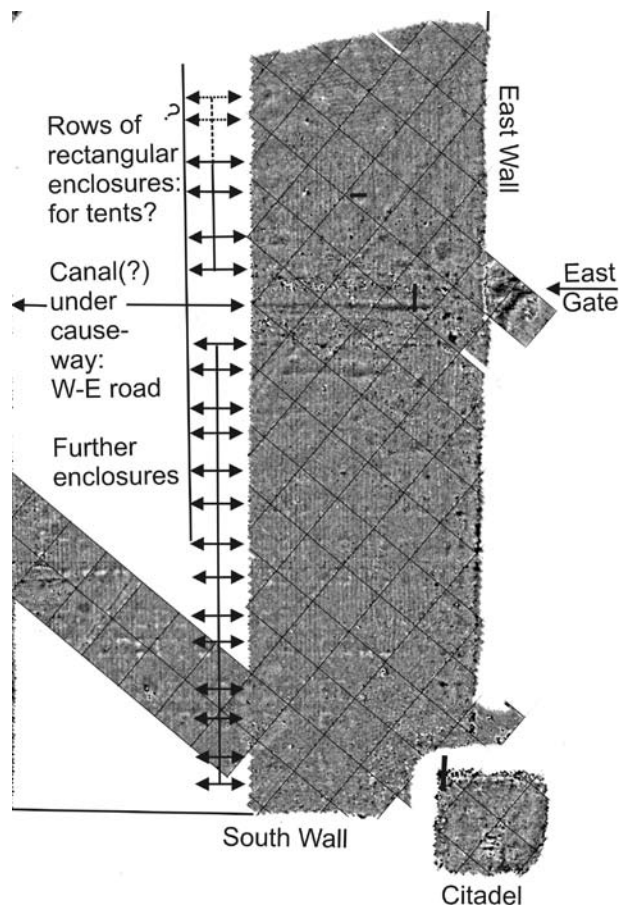 ?
Rows of
rectangular
enclosures:
for tents?
East Wall
Canal(?)
under
cause-
way:
W-E road
East
Gate
Further
enclosures
South Wall
Citadel